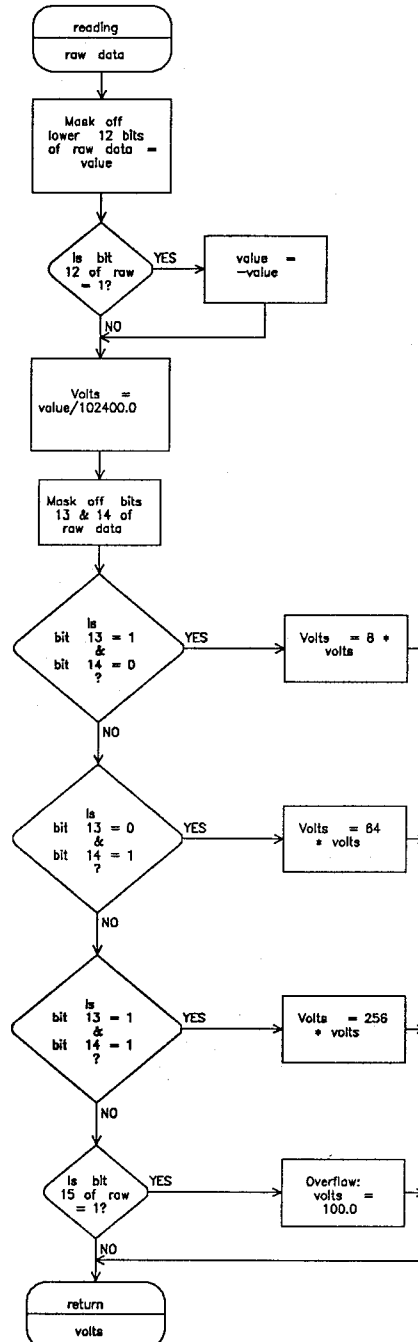 reading
raw data
Mask off
lower 12 bits
of raw data =
value
Is bit
12 of raw
= 1?
YES
value =
-value
NO
Volts =
value/102400.0
Mask off bits
13 & 14 of
raw data
Is
bit 13 = 1
&
bit 14 = 0
?
YES
Volts = 8 *
volts
NO
Is
bit 13 = 0
&
bit 14 = 1
?
YES
Volts = 64
* volts
NO
Is
bit 13 = 1
&
bit 14 = 1
?
YES
Volts = 256
* volts
NO
Is bit
15 of raw
= 1?
YES
Overflow:
volts =
100.0
NO
return
volts